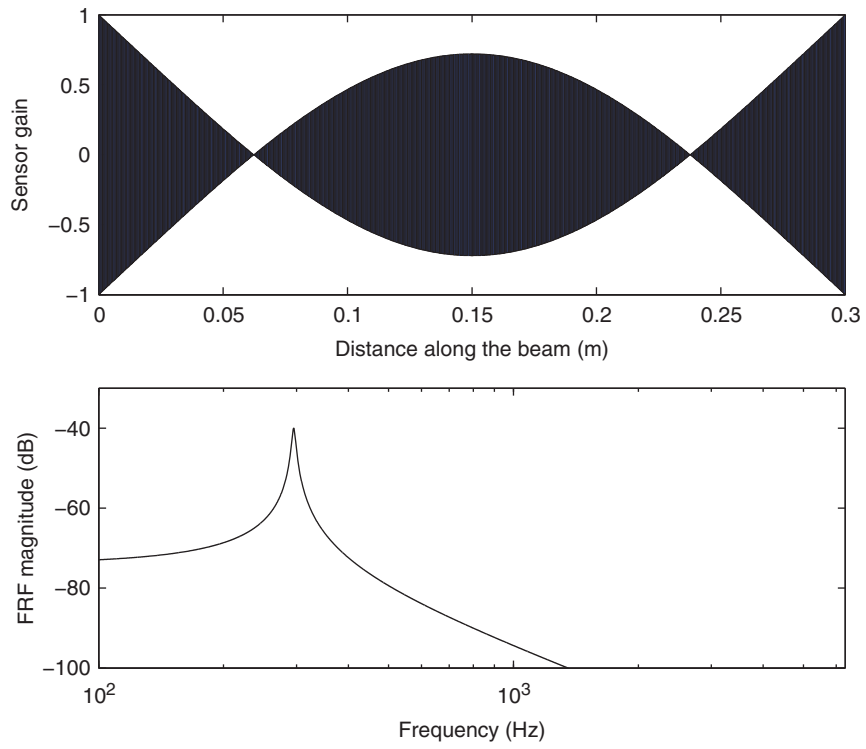 1
0.5
Sensor gain
0
−0.5
−1
0 0.05 0.1 0.15 0.2 0.25 0.3
Distance along the beam (m)
−40
−60
FRF magnitude (dB)
−80
−100
10² 10³
Frequency (Hz)